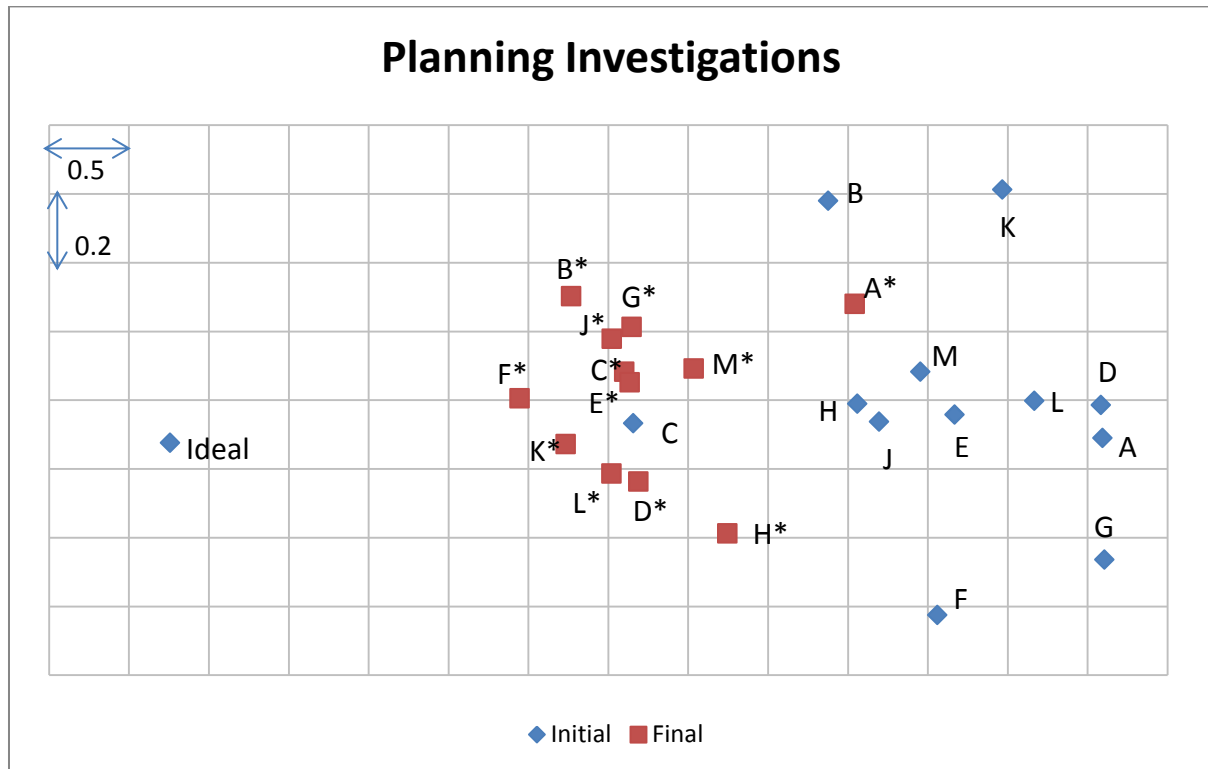 Planning Investigations
0.5
0.2
B
K
B*
G*
A*
J*
M
F*
C*
M*
D
E*
H
L
C
J
E
A
Ideal
K*
L*
D*
G
H*
F
Initial
Final